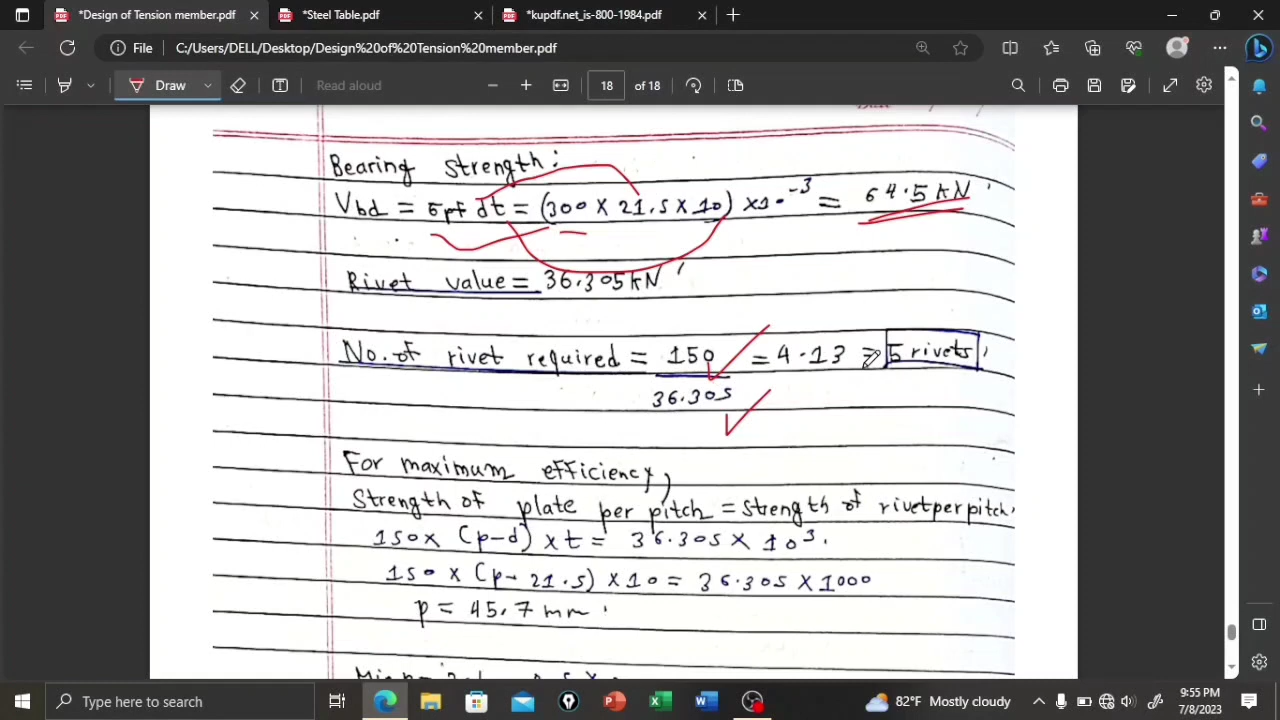 *Design of Tension member.pdf
*Steel Table.pdf
*kupdf.net_is-800-1984.pdf
File
C:/Users/DELL/Desktop/Design%20of%20Tension%20member.pdf
Draw
Read aloud
18
of 18
Bearing strength:
Vbd = σpf dt = (300 × 21.5 × 10) × 10⁻³ = 64.5 KN
Rivet value = 36.305 KN
No. of rivet required = 150 / 36.305 = 4.13 ≈ 5 rivets
For maximum efficiency,
Strength of plate per pitch = strength of rivet per pitch.
150 × (p-d) × t = 36.305 × 10³.
150 × (p - 21.5) × 10 = 36.305 × 1000
p = 45.7 mm.
Type here to search
82°F Mostly cloudy
9:55 PM
7/8/2023